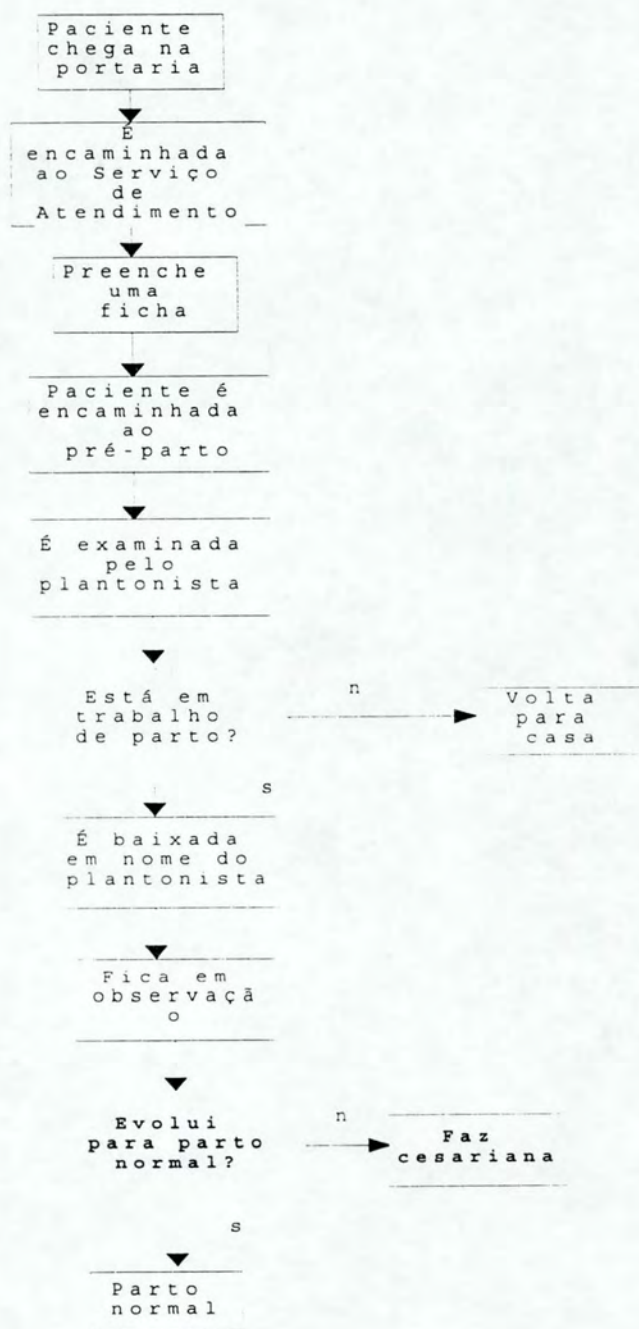 Paciente
chega na
portaria
É
encaminhada
ao Serviço
de
Atendimento
Preenche
uma
ficha
Paciente é
encaminhada
ao
pré-parto
É examinada
pelo
plantonista
Está em
trabalho
de parto?
n
Volta
para
casa
s
É baixada
em nome do
plantonista
Fica em
observaçã
o
Evolui
para parto
normal?
n
Faz
cesariana
s
Parto
normal